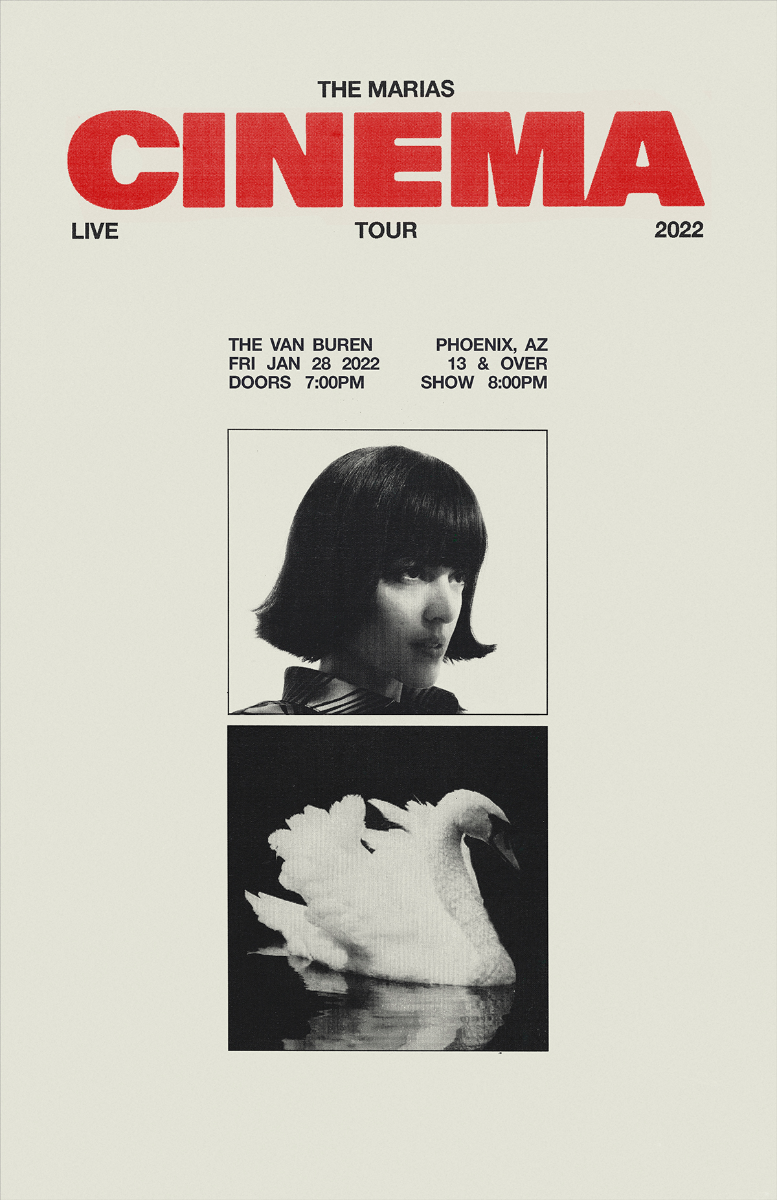 THE MARIAS
CINEMA
LIVE TOUR 2022
THE VAN BUREN PHOENIX, AZ
FRI JAN 28 2022 13 & OVER
DOORS 7:00PM SHOW 8:00PM